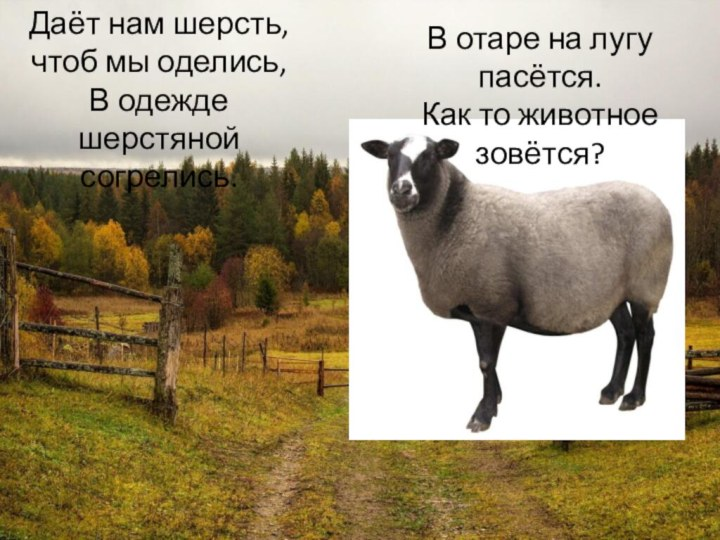 Даёт нам шерсть,
чтоб мы оделись,
В одежде
шерстяной
согрелись.
В отаре на лугу
пасётся.
Как то животное
зовётся?